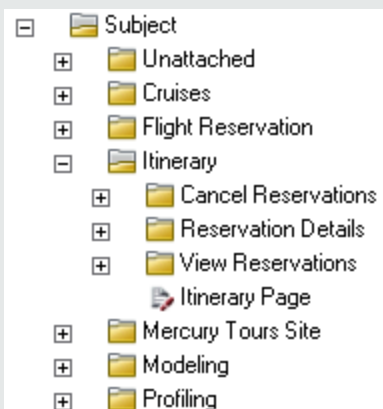 Subject
Unattached
Cruises
Flight Reservation
Itinerary
Cancel Reservations
Reservation Details
View Reservations
Itinerary Page
Mercury Tours Site
Modeling
Profiling